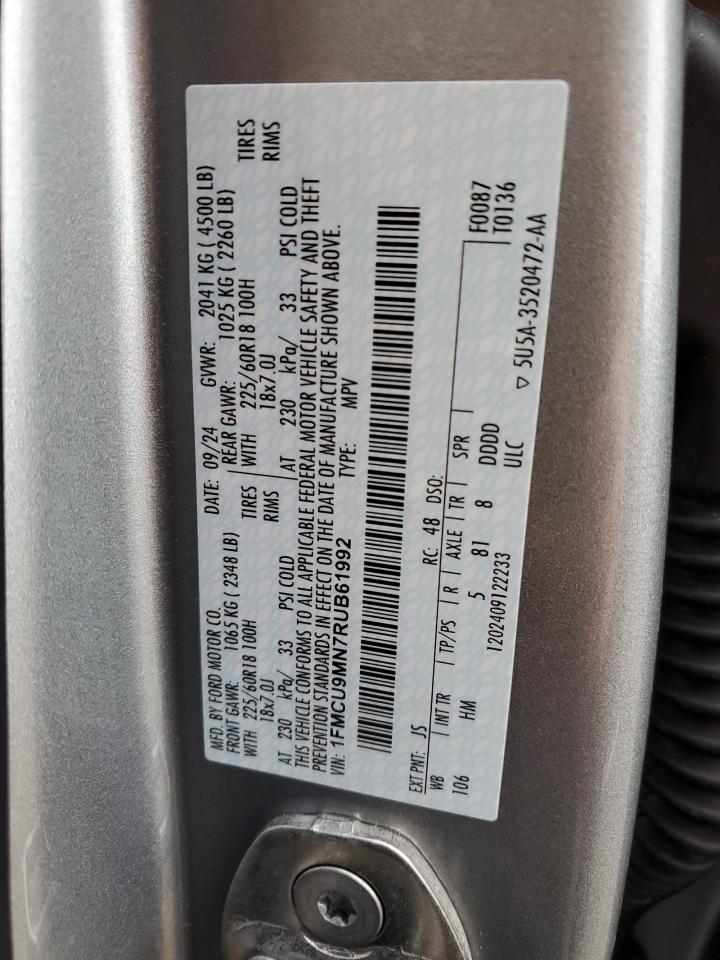 MFD. BY FORD MOTOR CO. DATE: 09/24 GVWR: 2041 KG ( 4500 LB)
FRONT GAWR: 1065 KG ( 2348 LB) REAR GAWR: 1025 KG ( 2260 LB)
WITH 225/60R18 100H TIRES WITH 225/60R18 100H TIRES
18x7.0J RIMS 18x7.0J RIMS
AT 230 kPa/ 33 PSI COLD AT 230 kPa/ 33 PSI COLD
THIS VEHICLE CONFORMS TO ALL APPLICABLE FEDERAL MOTOR VEHICLE SAFETY AND THEFT
PREVENTION STANDARDS IN EFFECT ON THE DATE OF MANUFACTURE SHOWN ABOVE.
VIN: 1FMCU9MN7RUB61992 TYPE: MPV
EXT PNT: JS RC: 48 DSO: F0087
WB INT TR TP/PS R AXLE TR SPR T0136
106 HM 5 81 8 DDDD
1202409122233 ULC ▽ 5U5A-3520472-AA